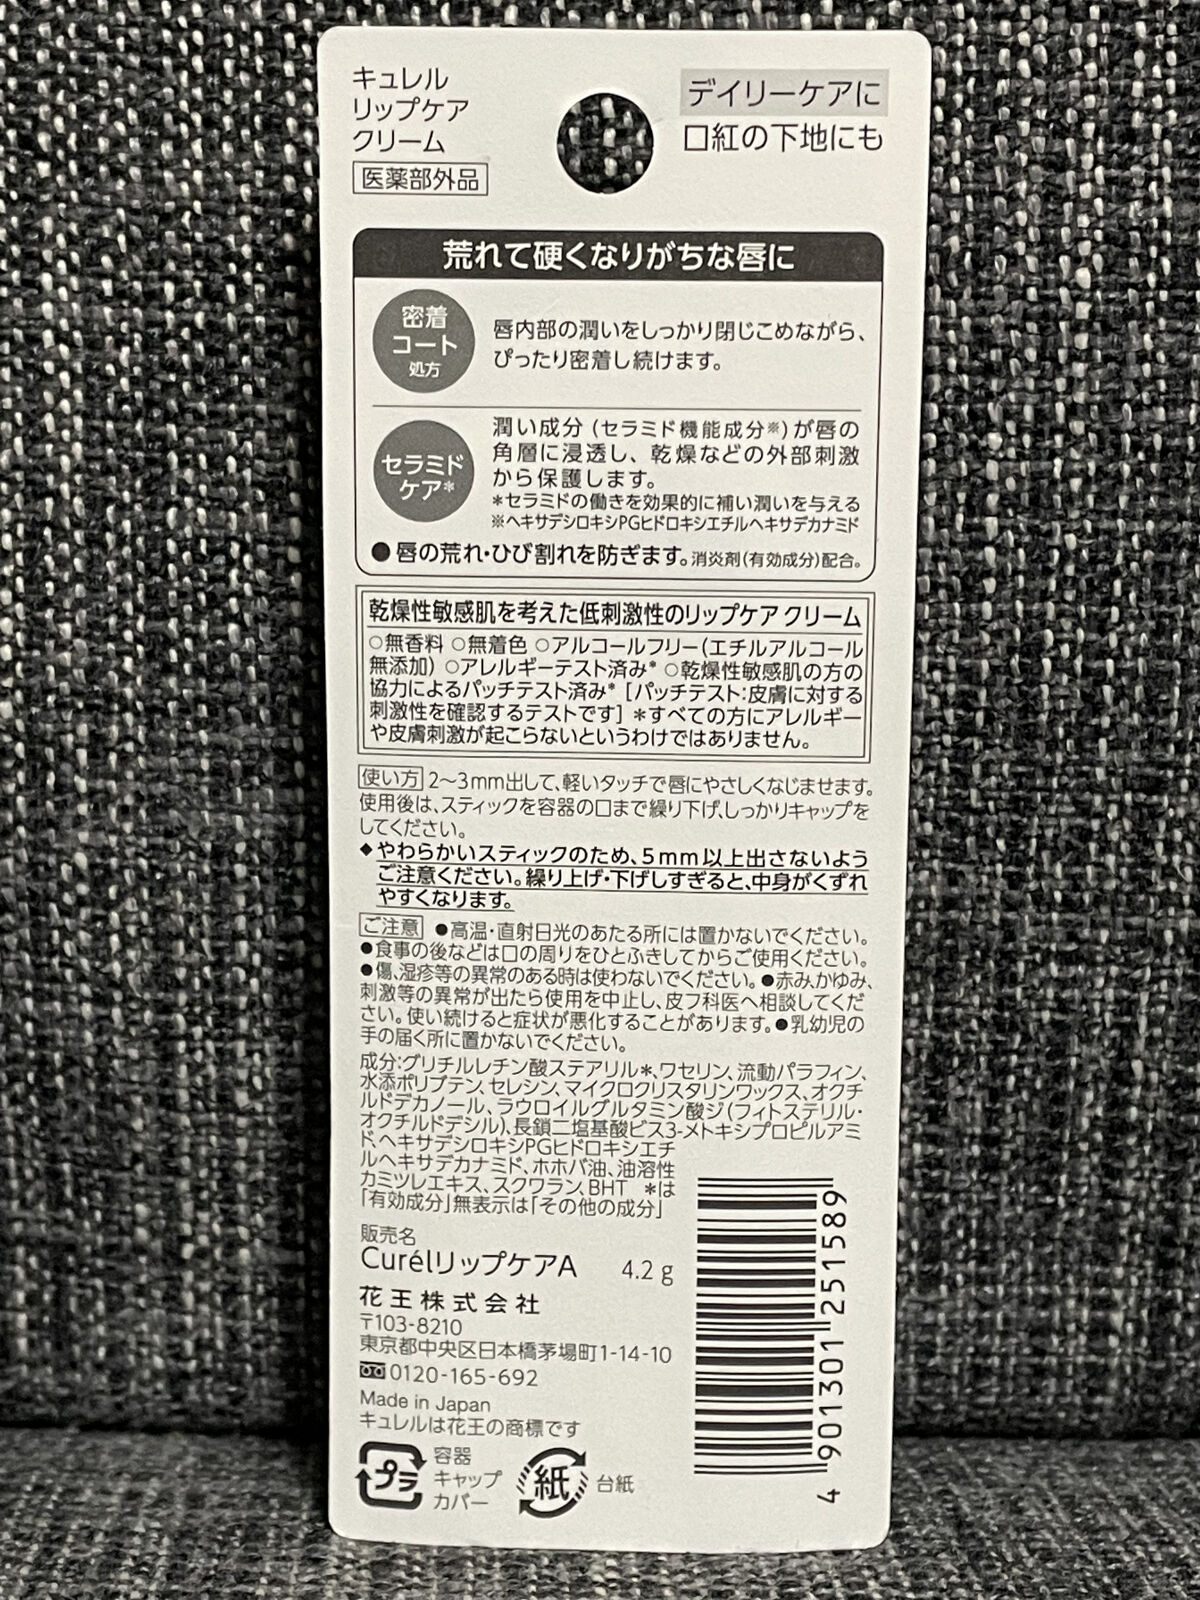 キュレル
リップケア
クリーム
医薬部外品
デイリーケアに
口紅の下地にも
荒れて硬くなりがちな唇に
密着
コート
処方
唇内部の潤いをしっかり閉じこめながら、
ぴったり密着し続けます。
セラミド
ケア*
潤い成分(セラミド機能成分※)が唇の
角層に浸透し、乾燥などの外部刺激
から保護します。
*セラミドの働きを効果的に補い潤いを与える
※ヘキサデシロキシPGヒドロキシエチルヘキサデカナミド
●唇の荒れ・ひび割れを防ぎます。消炎剤(有効成分)配合。
乾燥性敏感肌を考えた低刺激性のリップケア クリーム
○無香料 ○無着色 ○アルコールフリー(エチルアルコール
無添加) ○アレルギーテスト済み* ○乾燥性敏感肌の方の
協力によるパッチテスト済み* [パッチテスト:皮膚に対する
刺激性を確認するテストです] *すべての方にアレルギー
や皮膚刺激が起こらないというわけではありません。
使い方 2〜3mm出して、軽いタッチで唇にやさしくなじませます。
使用後は、スティックを容器の口まで繰り下げ、しっかりキャップを
してください。
◆やわらかいスティックのため、5mm以上出さないよう
ご注意ください。繰り上げ・下げしすぎると、中身がくずれ
やすくなります。
ご注意 ●高温・直射日光のあたる所には置かないでください。
●食事の後などは口の周りをひとふきしてからご使用ください。
●傷、湿疹等の異常のある時は使わないでください。●赤み、かゆみ、
刺激等の異常が出たら使用を中止し、皮フ科医へ相談してくだ
さい。使い続けると症状が悪化することがあります。●乳幼児の
手の届く所に置かないでください。
成分:グリチルレチン酸ステアリル*、ワセリン、流動パラフィン、
水添ポリブテン、セレシン、マイクロクリスタリンワックス、オクチ
ルドデカノール、ラウロイルグルタミン酸ジ(フィトステリル・
オクチルドデシル)、長鎖二塩基酸ビス3-メトキシプロピルアミ
ド、ヘキサデシロキシPGヒドロキシエチ
ルヘキサデカナミド、ホホバ油、油溶性
カミツレエキス、スクワラン、BHT *は
「有効成分」無表示は「その他の成分」
販売名
CurélリップケアA 4.2 g
花王株式会社
〒103-8210
東京都中央区日本橋茅場町1-14-10
0120-165-692
Made in Japan
キュレルは花王の商標です
プラ
容器
キャップ
カバー
紙
台紙
4 901301 251589